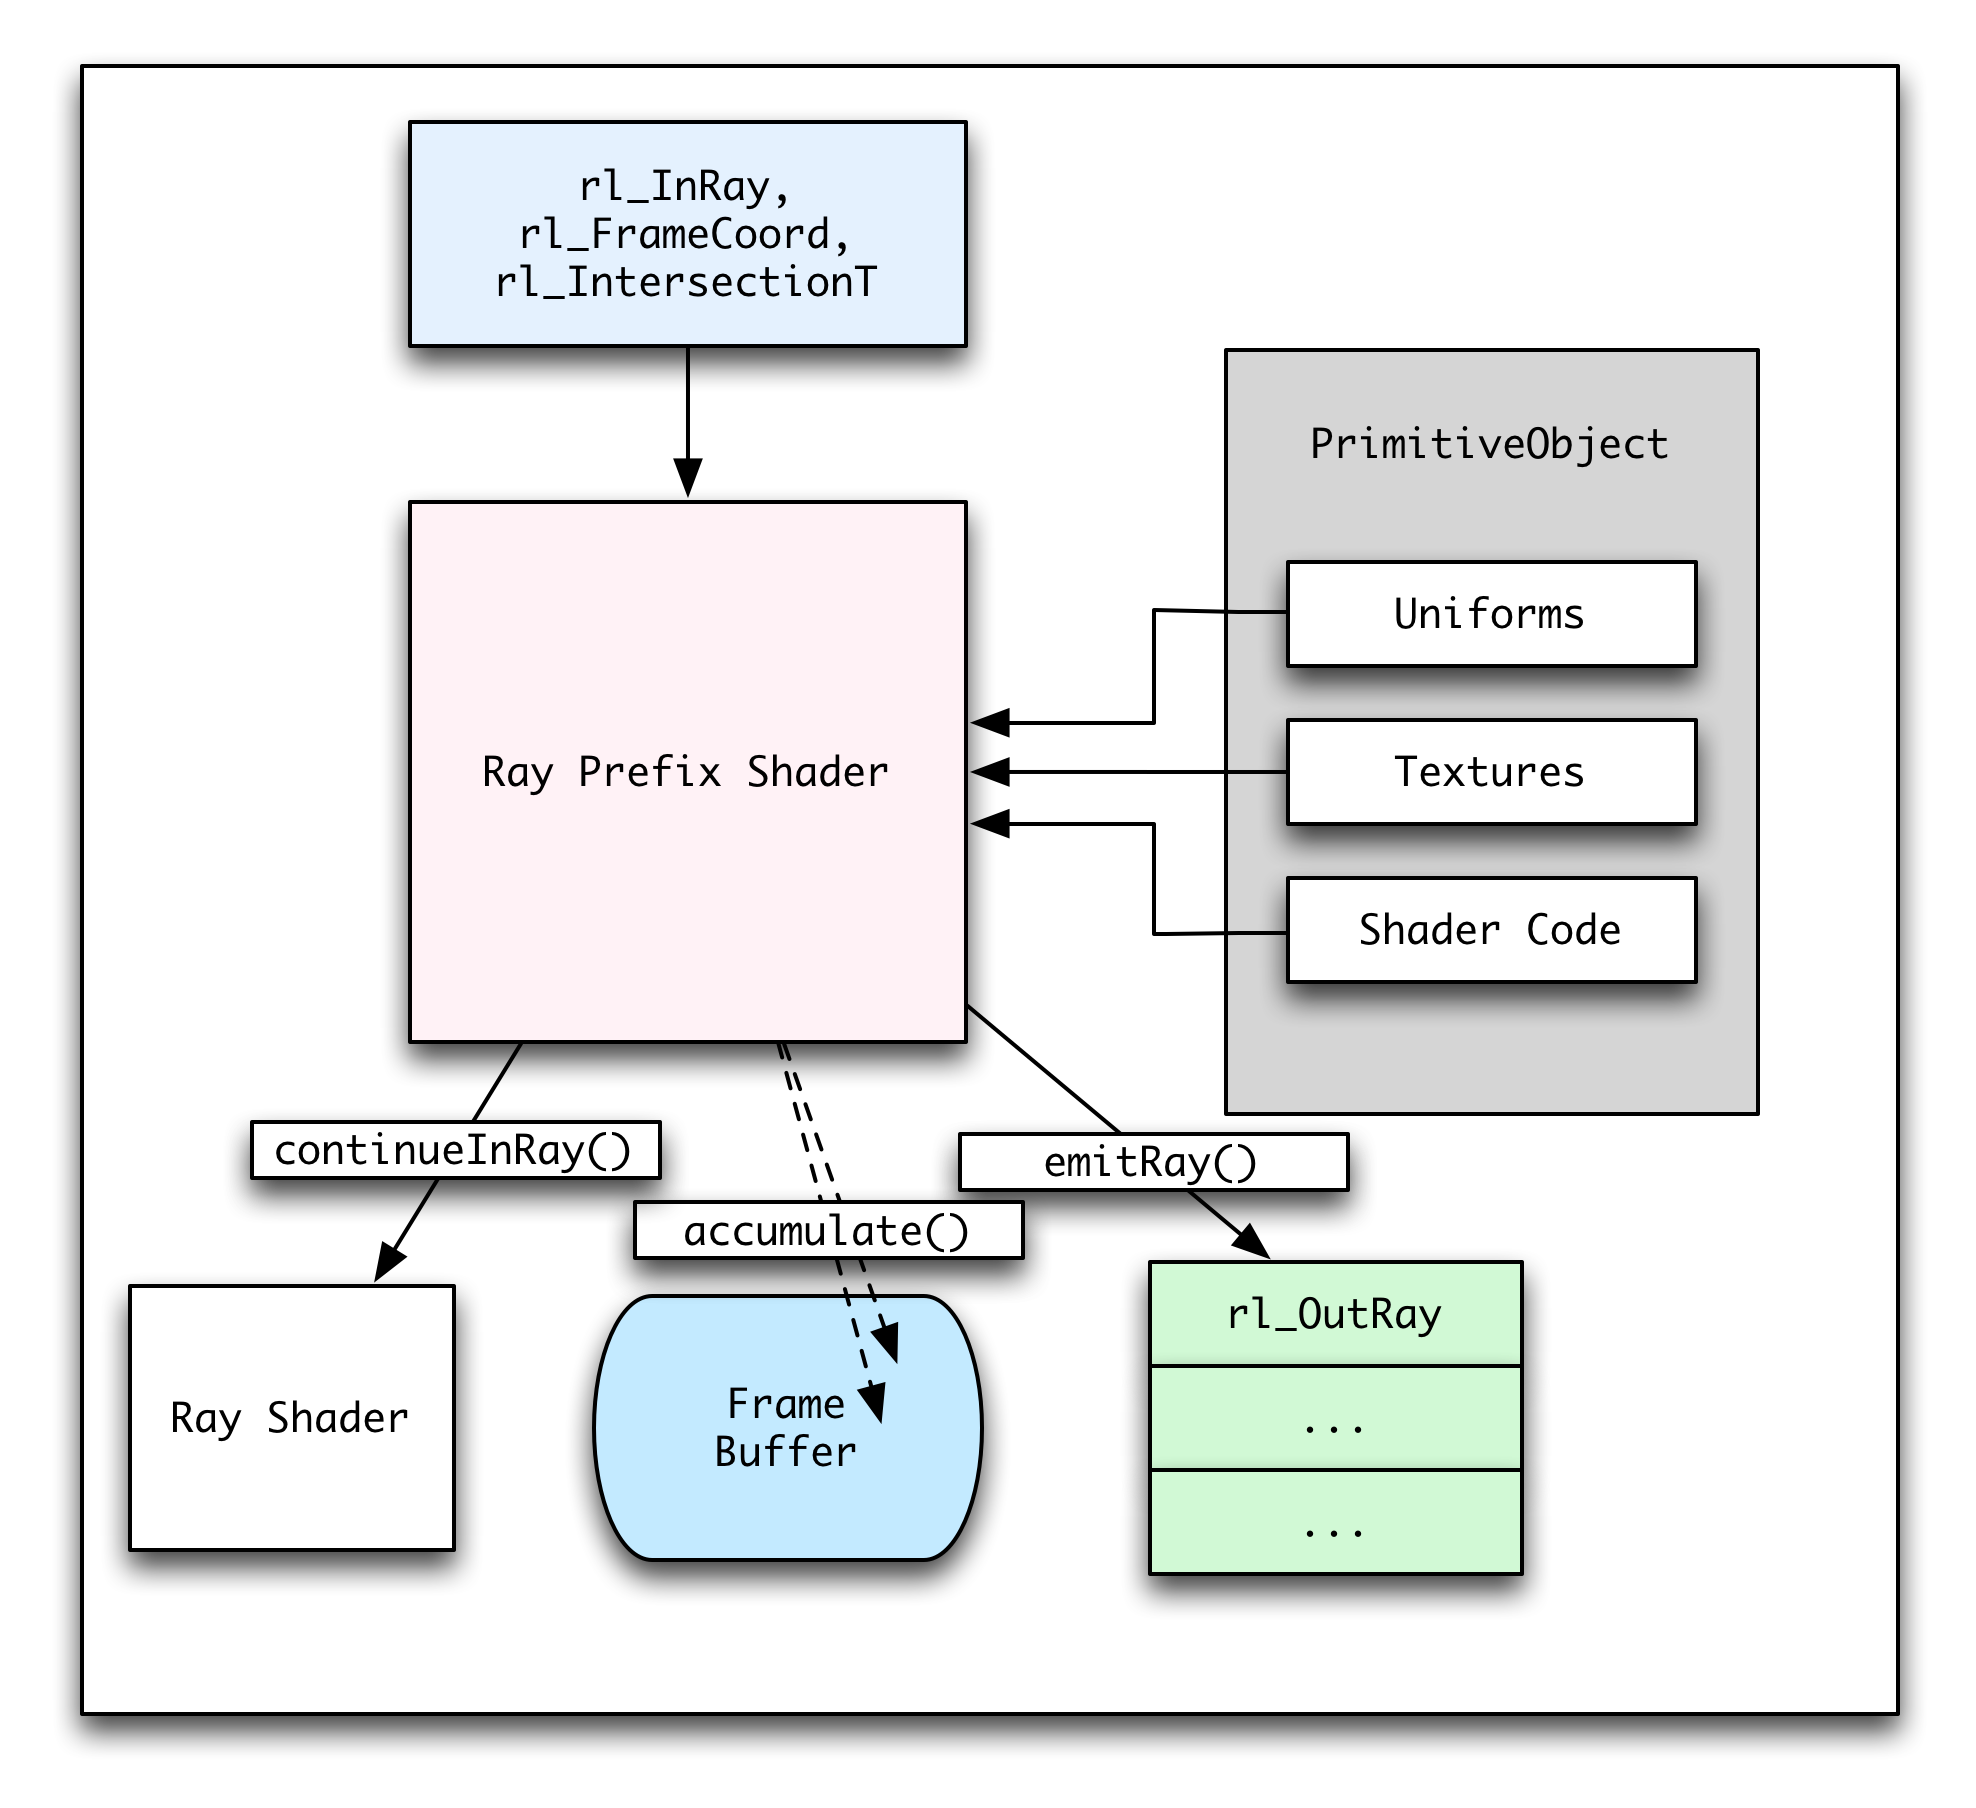 rl_InRay,
rl_FrameCoord,
rl_IntersectionT
PrimitiveObject
Uniforms
Ray Prefix Shader
Textures
Shader Code
continueInRay()
emitRay()
accumulate()
rl_OutRay
Frame
Buffer
Ray Shader
...
...